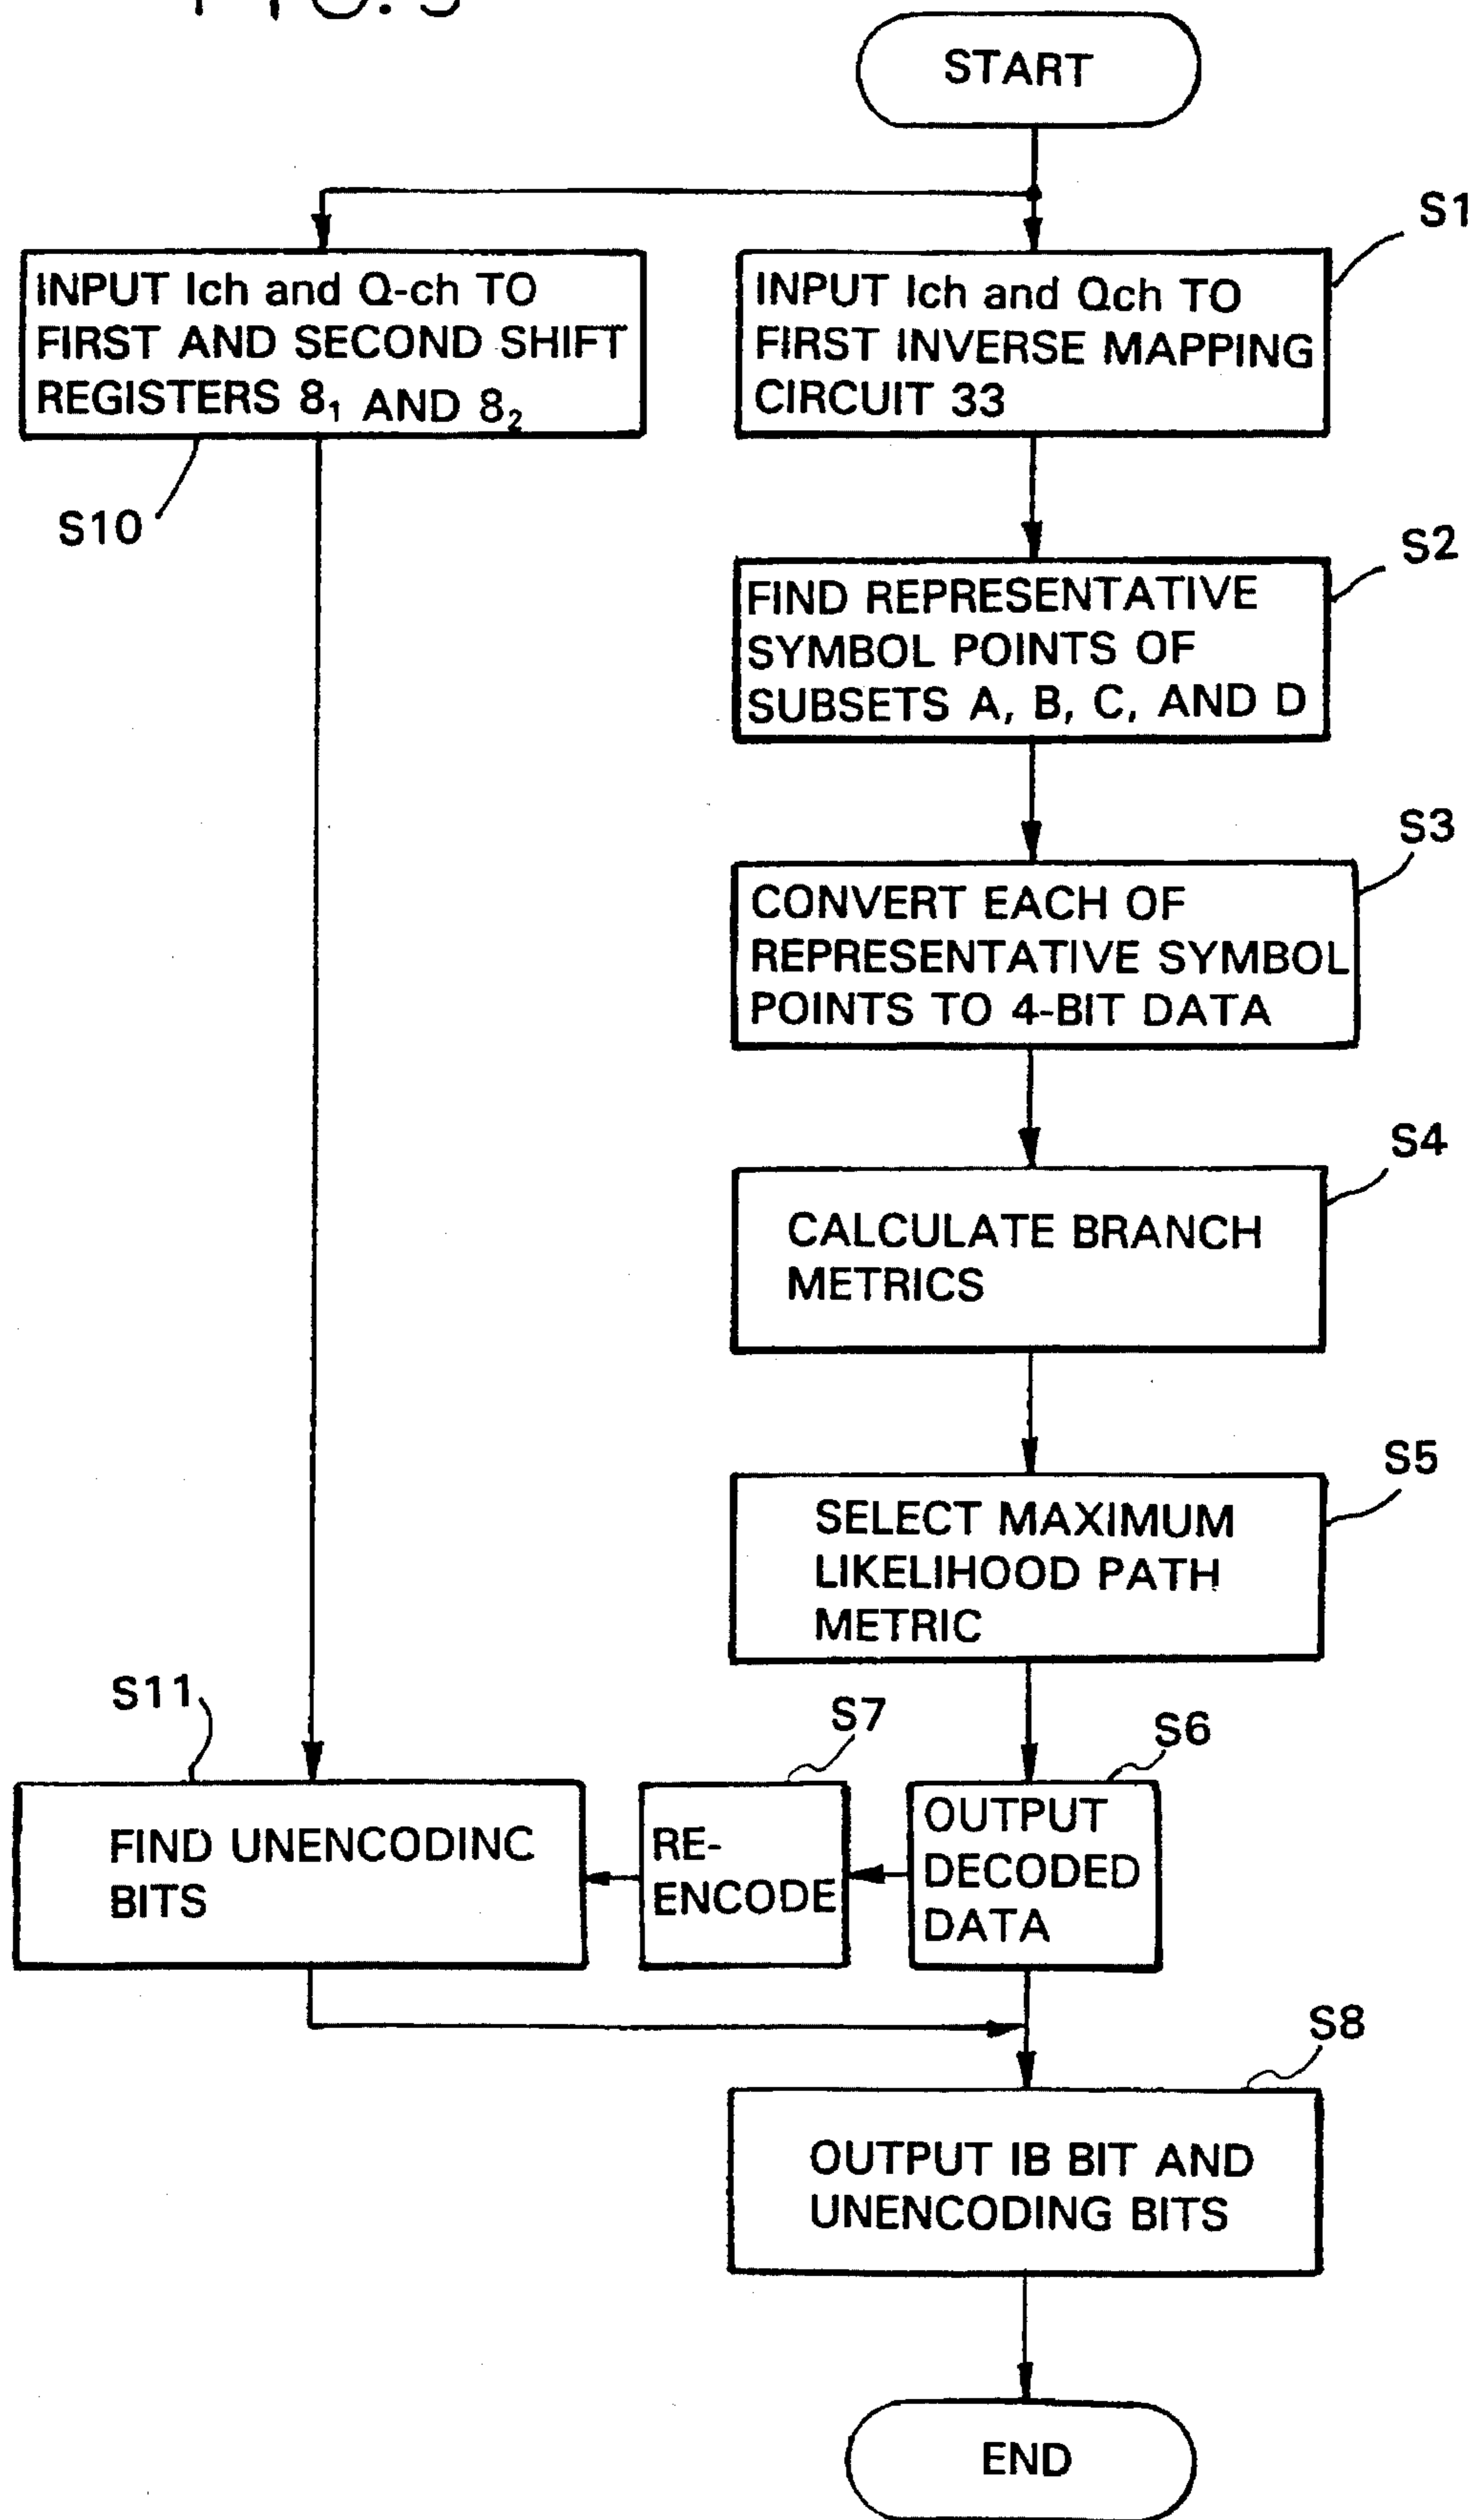 START
S1
INPUT Ich and Q-ch TO
FIRST AND SECOND SHIFT
REGISTERS 8₁ AND 8₂
S10
INPUT Ich and Qch TO
FIRST INVERSE MAPPING
CIRCUIT 33
S2
FIND REPRESENTATIVE
SYMBOL POINTS OF
SUBSETS A, B, C, AND D
S3
CONVERT EACH OF
REPRESENTATIVE SYMBOL
POINTS TO 4-BIT DATA
S4
CALCULATE BRANCH
METRICS
S5
SELECT MAXIMUM
LIKELIHOOD PATH
METRIC
S11
FIND UNENCODINC
BITS
S7
RE-
ENCODE
S6
OUTPUT
DECODED
DATA
S8
OUTPUT IB BIT AND
UNENCODING BITS
END